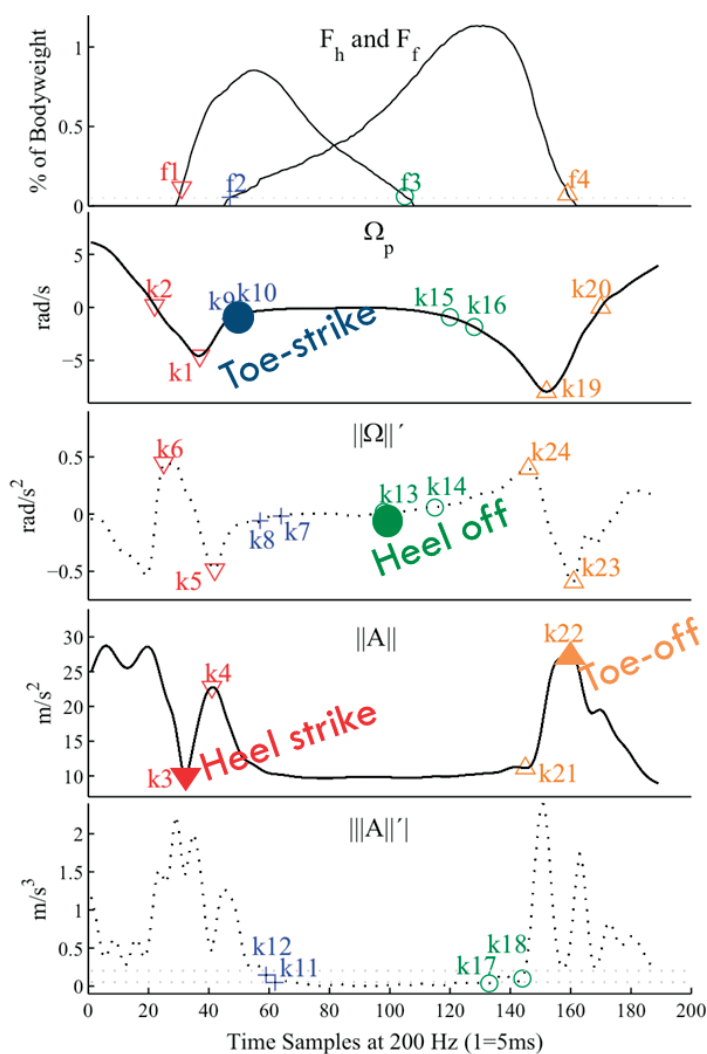 F_h and F_f
% of Bodyweight
1
0.5
0
f1
f2
f3
f4
Ω_p
rad/s
5
0
−5
k2
k1
k9
k10
Toe-strike
k15
k16
k20
k19
||Ω||´
rad/s²
0.5
0
−0.5
k6
k5
k8
k7
k13
k14
Heel off
k24
k23
||A||
m/s²
30
25
20
15
10
k4
k3
Heel strike
k22
Toe-off
k21
|||A||´|
m/s³
2
1.5
1
0.5
0
k12
k11
k18
k17
0 20 40 60 80 100 120 140 160 180 200
Time Samples at 200 Hz (1=5ms)